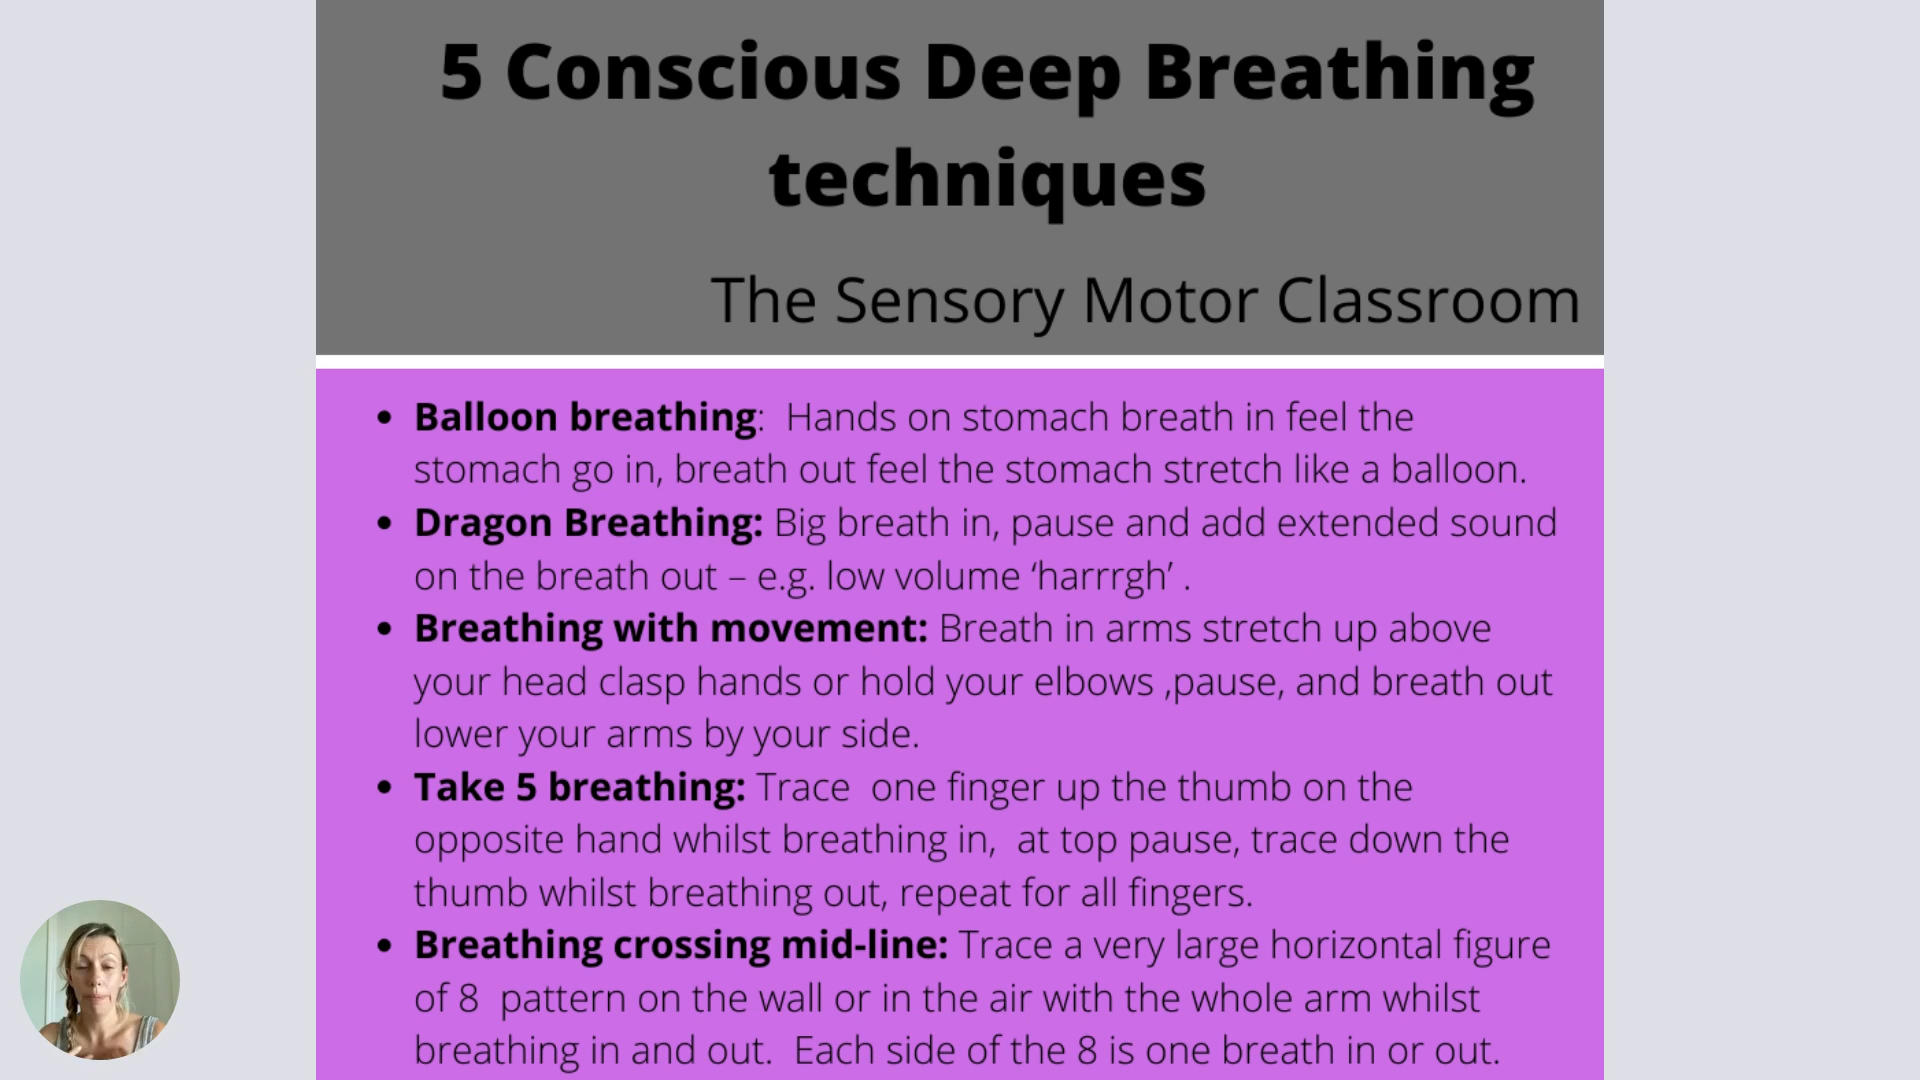 5 Conscious Deep Breathing
techniques
The Sensory Motor Classroom
• Balloon breathing:  Hands on stomach breath in feel the
stomach go in, breath out feel the stomach stretch like a balloon.
• Dragon Breathing: Big breath in, pause and add extended sound
on the breath out – e.g. low volume ‘harrrgh’ .
• Breathing with movement: Breath in arms stretch up above
your head clasp hands or hold your elbows ,pause, and breath out
lower your arms by your side.
• Take 5 breathing: Trace  one finger up the thumb on the
opposite hand whilst breathing in,  at top pause, trace down the
thumb whilst breathing out, repeat for all fingers.
• Breathing crossing mid-line: Trace a very large horizontal figure
of 8  pattern on the wall or in the air with the whole arm whilst
breathing in and out.  Each side of the 8 is one breath in or out.